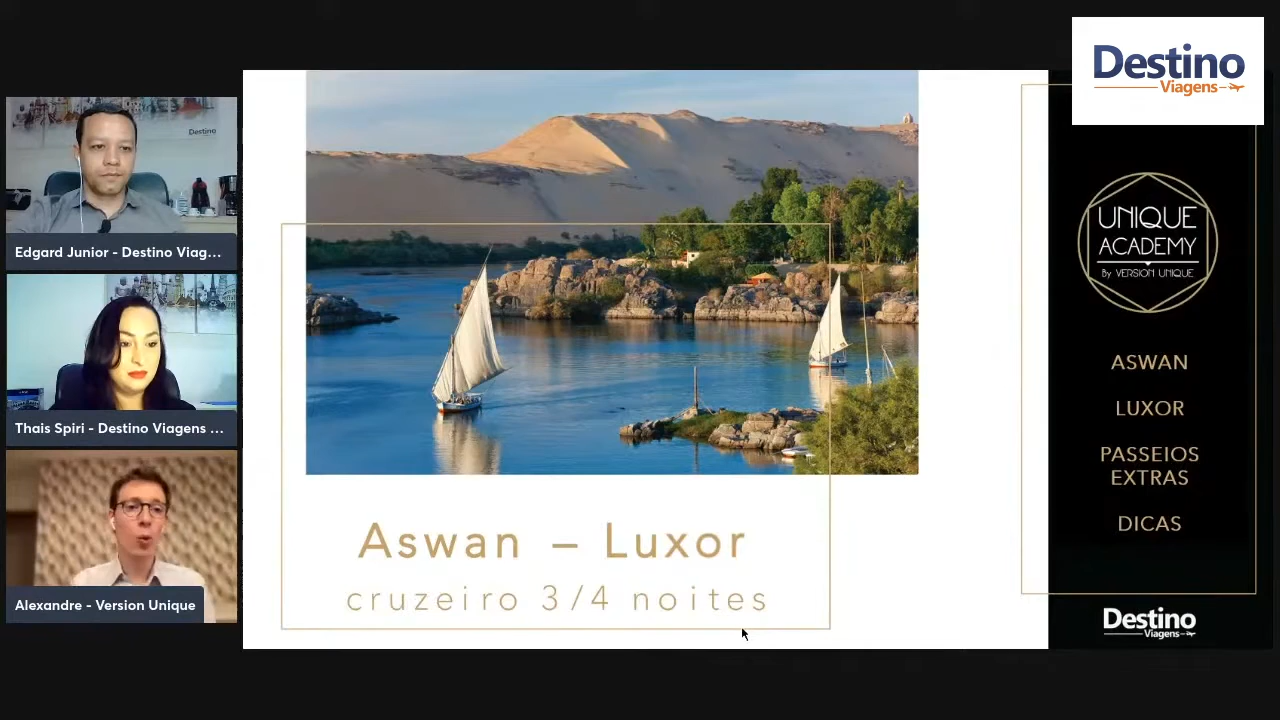 Destino
Viagens
Destino
Edgard Junior - Destino Viag...
Thais Spiri - Destino Viagens ...
Alexandre - Version Unique
Aswan – Luxor
cruzeiro 3/4 noites
UNIQUE
ACADEMY
By VERSION UNIQUE
ASWAN
LUXOR
PASSEIOS
EXTRAS
DICAS
Destino
Viagens